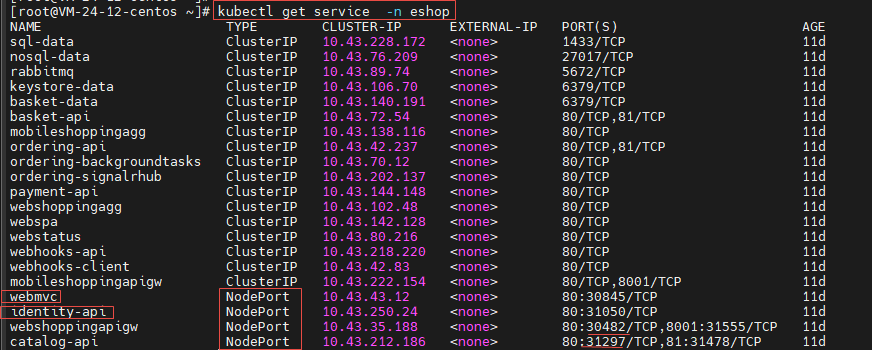 [root@VM-24-12-centos ~]#
[root@VM-24-12-centos ~]# kubectl get service -n eshop
NAME TYPE CLUSTER-IP EXTERNAL-IP PORT(S) AGE
sql-data ClusterIP 10.43.228.172 <none> 1433/TCP 11d
nosql-data ClusterIP 10.43.76.209 <none> 27017/TCP 11d
rabbitmq ClusterIP 10.43.89.74 <none> 5672/TCP 11d
keystore-data ClusterIP 10.43.106.70 <none> 6379/TCP 11d
basket-data ClusterIP 10.43.140.191 <none> 6379/TCP 11d
basket-api ClusterIP 10.43.72.54 <none> 80/TCP,81/TCP 11d
mobileshoppingagg ClusterIP 10.43.138.116 <none> 80/TCP 11d
ordering-api ClusterIP 10.43.42.237 <none> 80/TCP,81/TCP 11d
ordering-backgroundtasks ClusterIP 10.43.70.12 <none> 80/TCP 11d
ordering-signalrhub ClusterIP 10.43.202.137 <none> 80/TCP 11d
payment-api ClusterIP 10.43.144.148 <none> 80/TCP 11d
webshoppingagg ClusterIP 10.43.102.48 <none> 80/TCP 11d
webspa ClusterIP 10.43.142.128 <none> 80/TCP 11d
webstatus ClusterIP 10.43.80.216 <none> 80/TCP 11d
webhooks-api ClusterIP 10.43.218.220 <none> 80/TCP 11d
webhooks-client ClusterIP 10.43.42.83 <none> 80/TCP 11d
mobileshoppingapigw ClusterIP 10.43.222.154 <none> 80/TCP,8001/TCP 11d
webmvc NodePort 10.43.43.12 <none> 80:30845/TCP 11d
identity-api NodePort 10.43.250.24 <none> 80:31050/TCP 11d
webshoppingapigw NodePort 10.43.35.188 <none> 80:30482/TCP,8001:31555/TCP 11d
catalog-api NodePort 10.43.212.186 <none> 80:31297/TCP,81:31478/TCP 11d